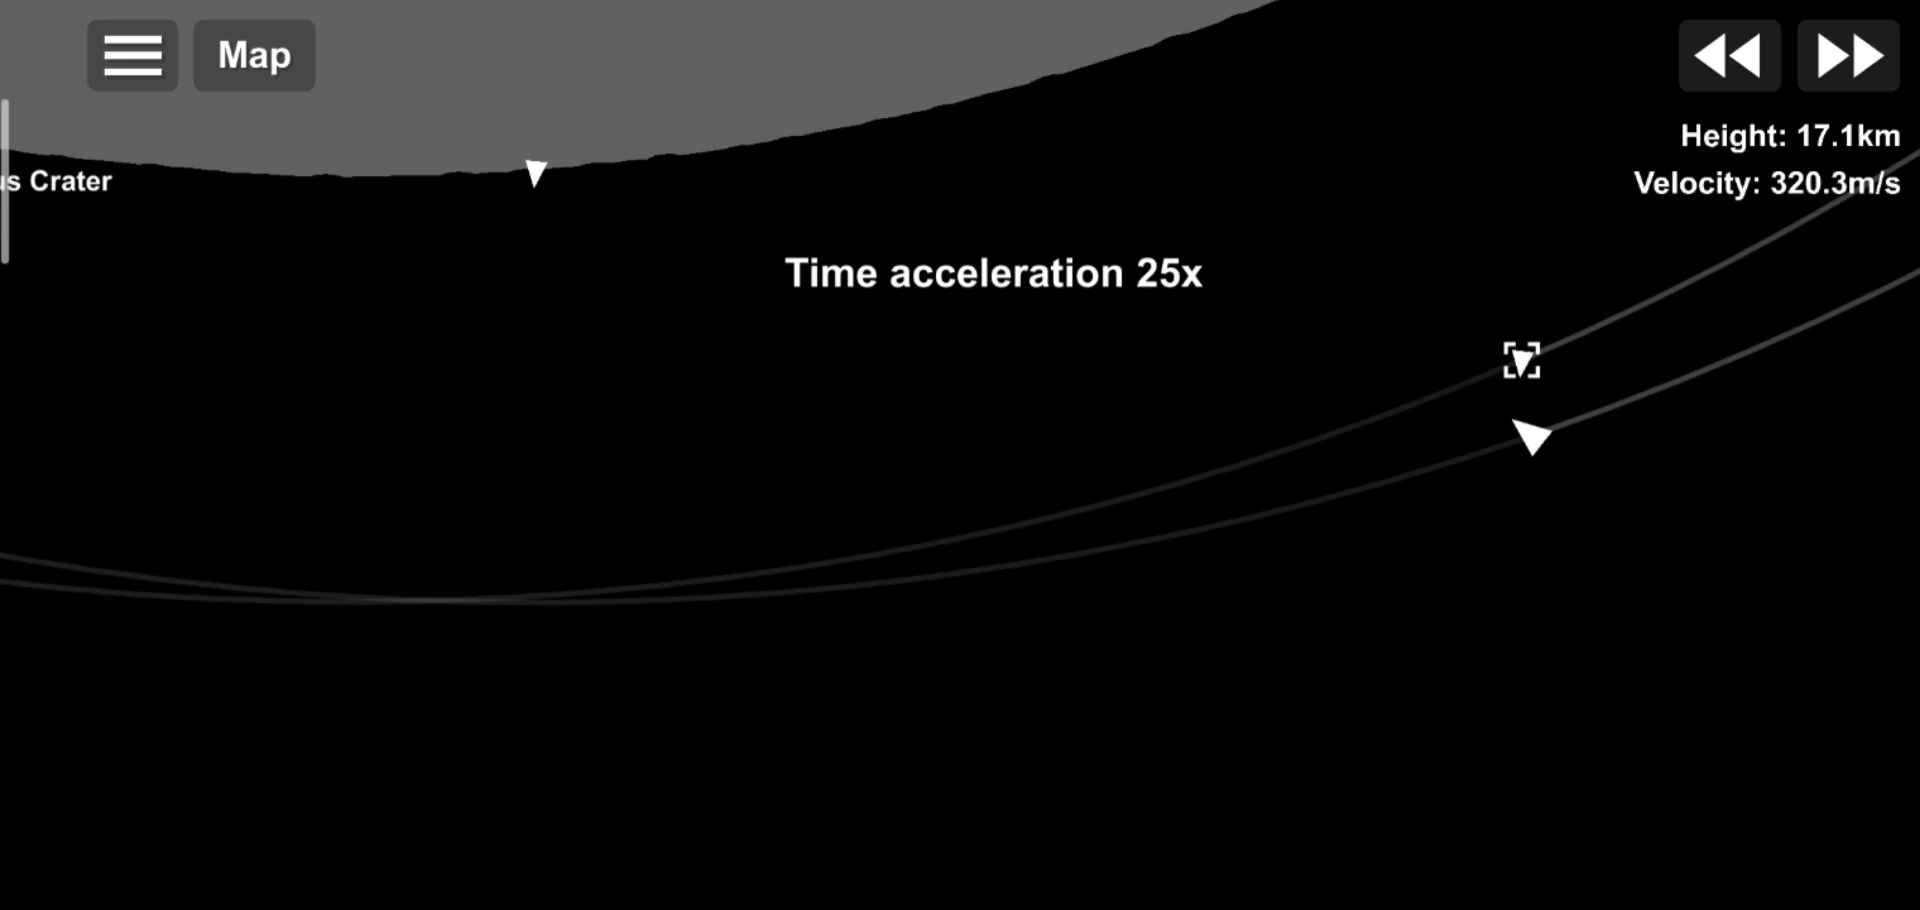 Map
Height: 17.1km
Velocity: 320.3m/s
Crater
Time acceleration 25x